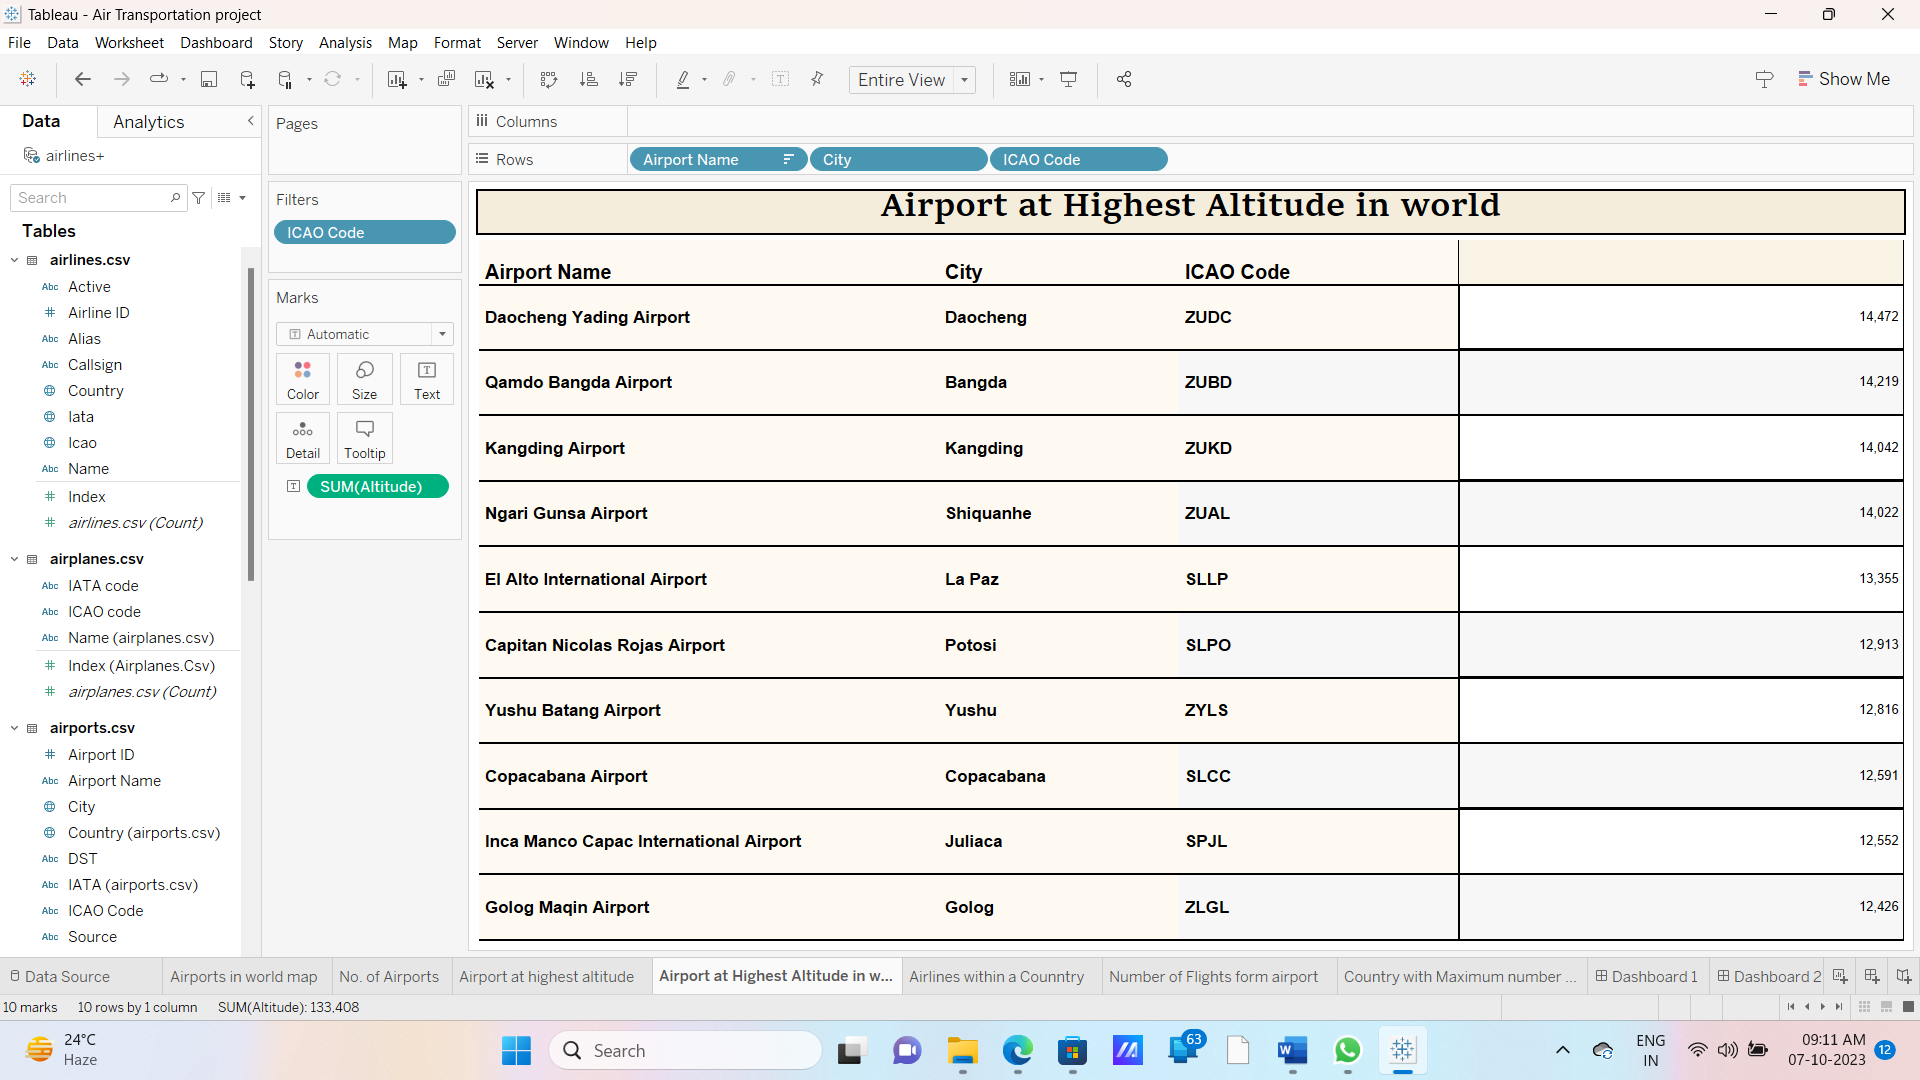 Tableau - Air Transportation project
File Data Worksheet Dashboard Story Analysis Map Format Server Window Help
Entire View
Show Me
Data Analytics
airlines+
Search
Tables
airlines.csv
Abc Active
# Airline ID
Abc Alias
Abc Callsign
Country
Iata
Icao
Abc Name
# Index
# airlines.csv (Count)
airplanes.csv
Abc IATA code
Abc ICAO code
Abc Name (airplanes.csv)
# Index (Airplanes.Csv)
# airplanes.csv (Count)
airports.csv
# Airport ID
Abc Airport Name
City
Country (airports.csv)
Abc DST
Abc IATA (airports.csv)
Abc ICAO Code
Abc Source
Pages
Filters
ICAO Code
Marks
T Automatic
Color Size Text
Detail Tooltip
T SUM(Altitude)
Columns
Rows Airport Name City ICAO Code
Airport at Highest Altitude in world
Airport Name City ICAO Code
Daocheng Yading Airport Daocheng ZUDC 14,472
Qamdo Bangda Airport Bangda ZUBD 14,219
Kangding Airport Kangding ZUKD 14,042
Ngari Gunsa Airport Shiquanhe ZUAL 14,022
El Alto International Airport La Paz SLLP 13,355
Capitan Nicolas Rojas Airport Potosi SLPO 12,913
Yushu Batang Airport Yushu ZYLS 12,816
Copacabana Airport Copacabana SLCC 12,591
Inca Manco Capac International Airport Juliaca SPJL 12,552
Golog Maqin Airport Golog ZLGL 12,426
Data Source Airports in world map No. of Airports Airport at highest altitude Airport at Highest Altitude in w... Airlines within a Counntry Number of Flights form airport Country with Maximum number ... Dashboard 1 Dashboard 2
10 marks 10 rows by 1 column SUM(Altitude): 133,408
24°C
Haze
Search
63
ENG
IN
09:11 AM
07-10-2023
12